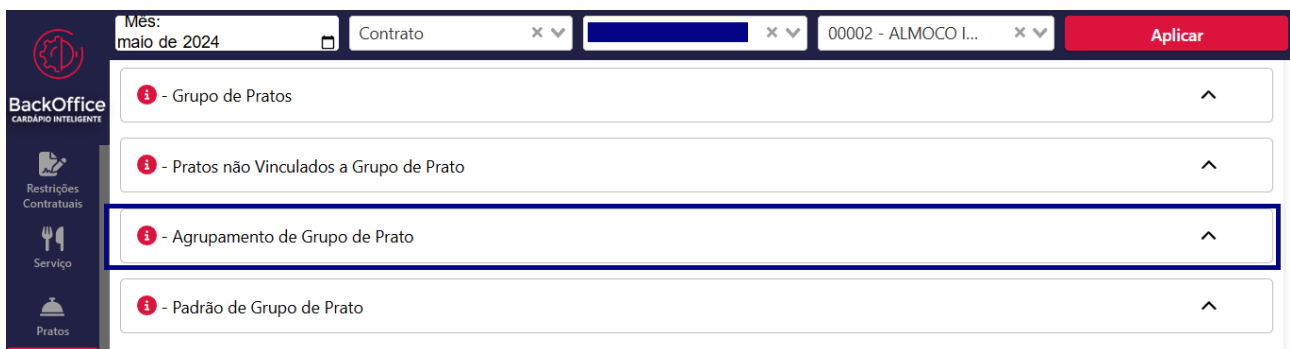 Mês:
maio de 2024
Contrato
00002 - ALMOCO I...
Aplicar
BackOffice
CARDÁPIO INTELIGENTE
Restrições
Contratuais
Serviço
Pratos
i - Grupo de Pratos
i - Pratos não Vinculados a Grupo de Prato
i - Agrupamento de Grupo de Prato
i - Padrão de Grupo de Prato